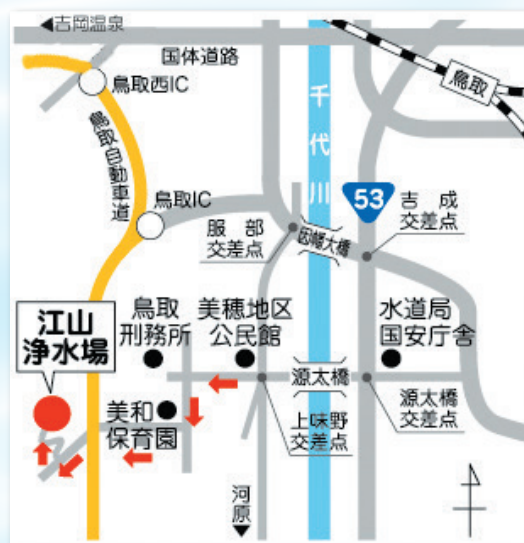 ◀吉岡温泉
国体道路
鳥取西IC
鳥取
鳥取自動車道
千代川
鳥取IC
53
吉成
交差点
服部
交差点
因幡大橋
江山
浄水場
鳥取
刑務所
美穂地区
公民館
水道局
国安庁舎
源太橋
美和
保育園
上味野
交差点
源太橋
交差点
河原
▼